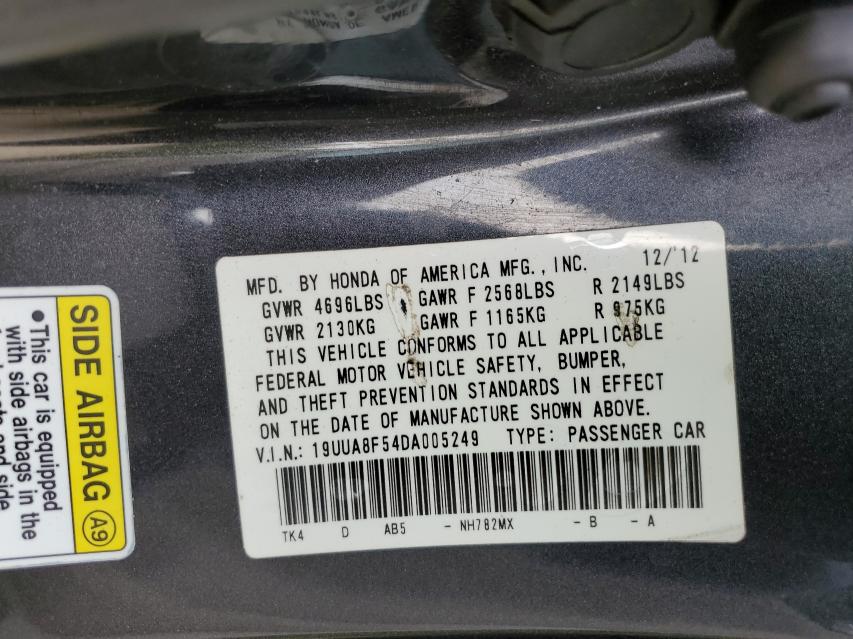 MFD. BY HONDA OF AMERICA MFG., INC. 12/'12
GVWR 4696LBS GAWR F 2568LBS R 2149LBS
GVWR 2130KG GAWR F 1165KG R 975KG
THIS VEHICLE CONFORMS TO ALL APPLICABLE
FEDERAL MOTOR VEHICLE SAFETY, BUMPER,
AND THEFT PREVENTION STANDARDS IN EFFECT
ON THE DATE OF MANUFACTURE SHOWN ABOVE.
V.I.N.: 19UUA8F54DA005249 TYPE: PASSENGER CAR
TK4 D AB5 - NH782MX - B - A
SIDE AIRBAG A9
•This car is equipped
with side airbags in the
and side